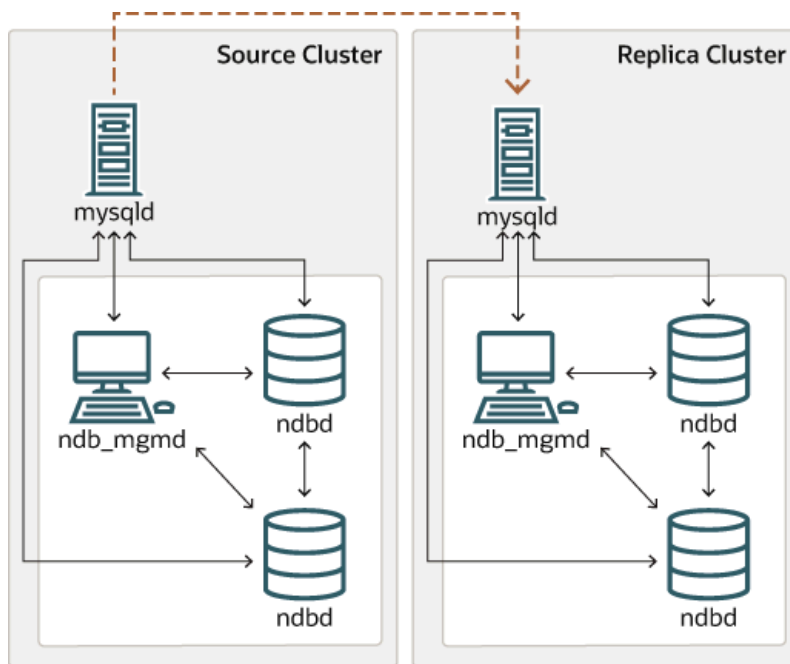 Source Cluster
mysqld
ndb_mgmd
ndbd
ndbd
Replica Cluster
mysqld
ndb_mgmd
ndbd
ndbd